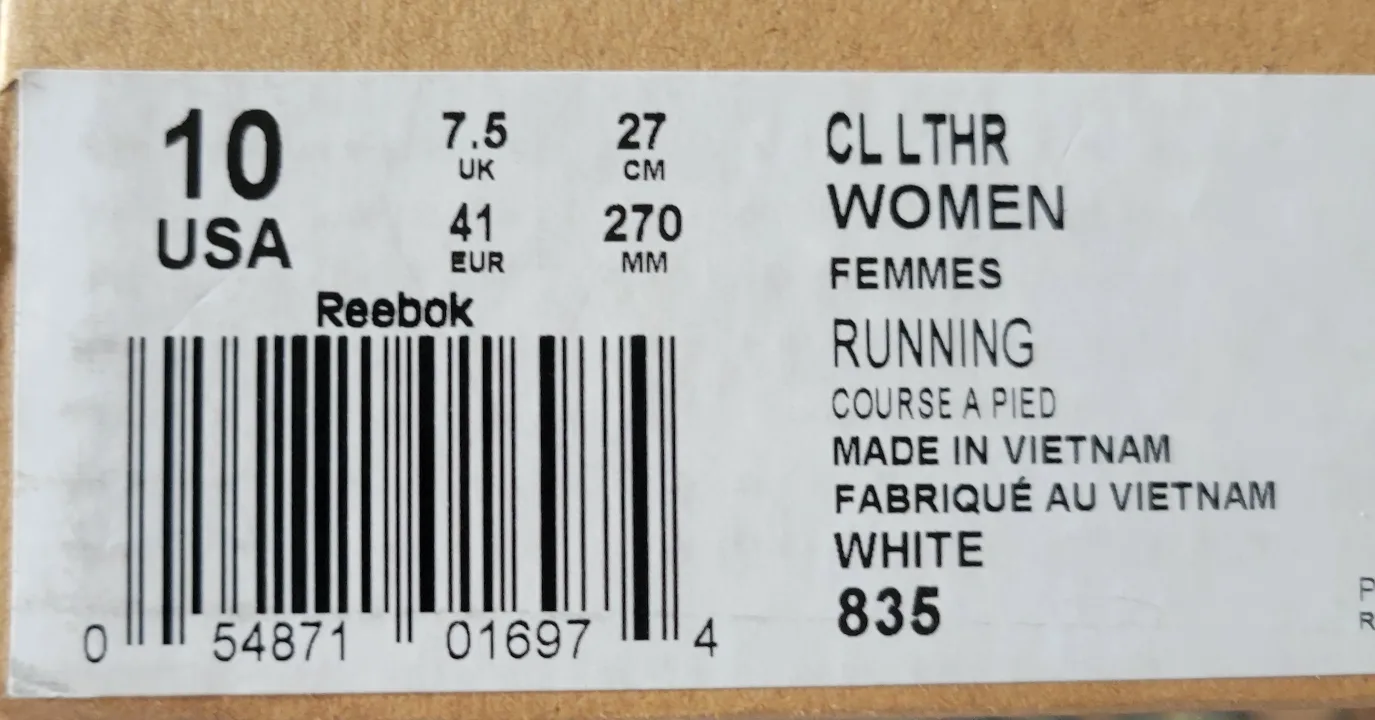 10
USA
7.5
UK
41
EUR
27
CM
270
MM
Reebok
0 54871 01697 4
CL LTHR
WOMEN
FEMMES
RUNNING
COURSE A PIED
MADE IN VIETNAM
FABRIQUÉ AU VIETNAM
WHITE
835
P
R